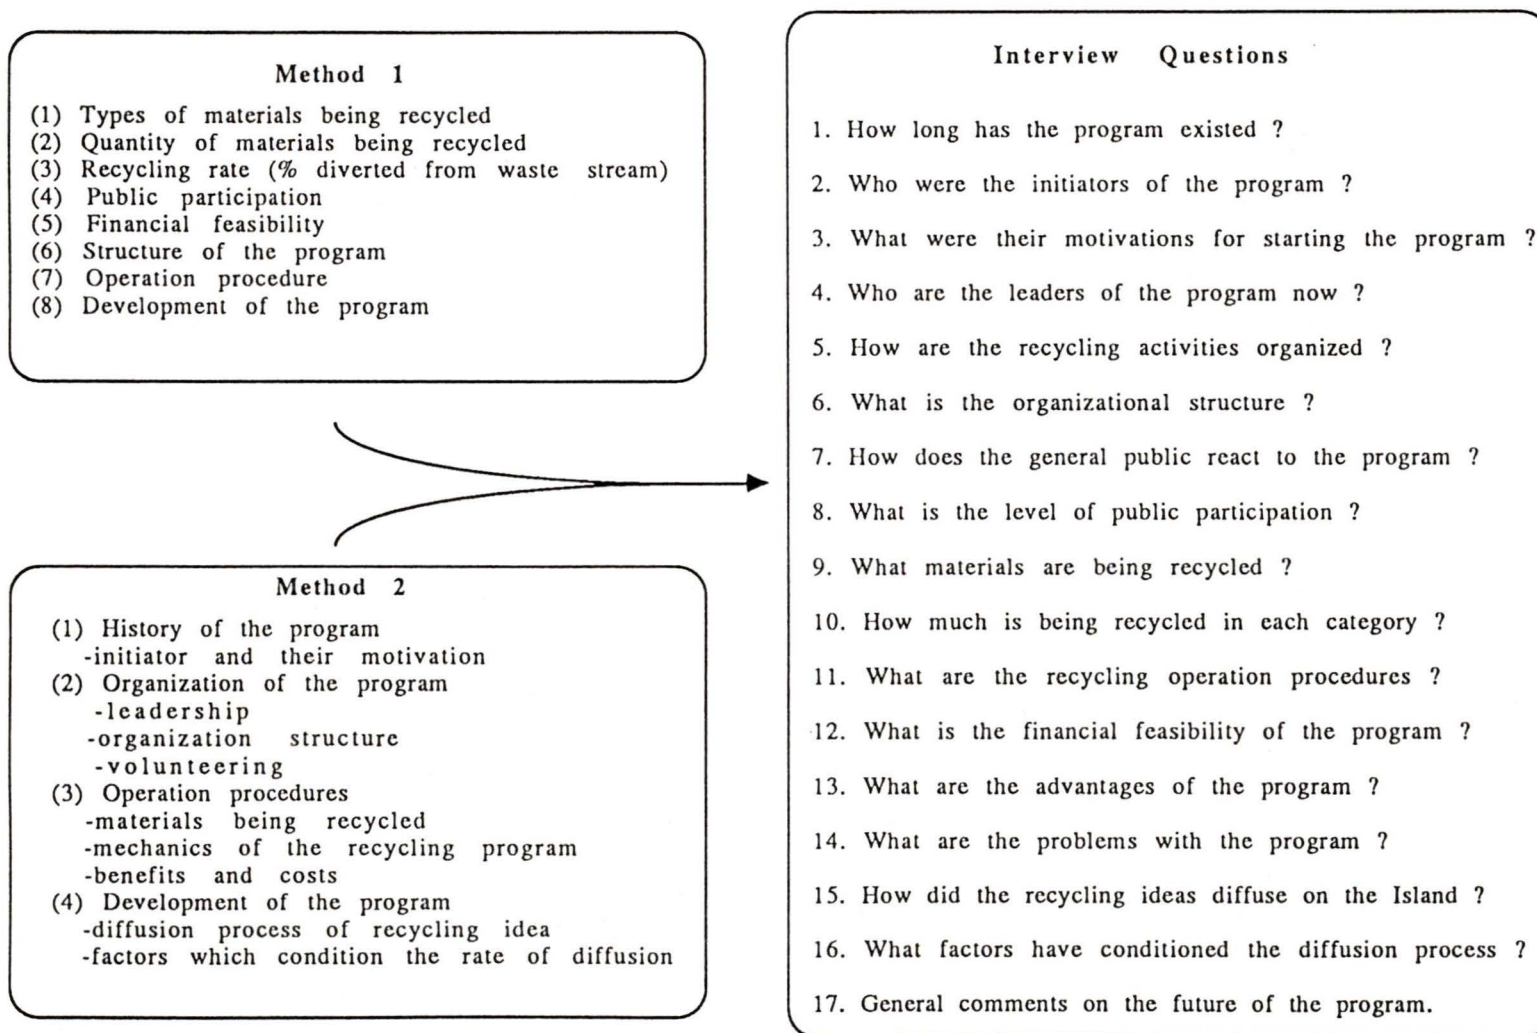 Method 1
(1) Types of materials being recycled
(2) Quantity of materials being recycled
(3) Recycling rate (% diverted from waste stream)
(4) Public participation
(5) Financial feasibility
(6) Structure of the program
(7) Operation procedure
(8) Development of the program
Method 2
(1) History of the program
-initiator and their motivation
(2) Organization of the program
-leadership
-organization structure
-volunteering
(3) Operation procedures
-materials being recycled
-mechanics of the recycling program
-benefits and costs
(4) Development of the program
-diffusion process of recycling idea
-factors which condition the rate of diffusion
Interview Questions
1. How long has the program existed ?
2. Who were the initiators of the program ?
3. What were their motivations for starting the program ?
4. Who are the leaders of the program now ?
5. How are the recycling activities organized ?
6. What is the organizational structure ?
7. How does the general public react to the program ?
8. What is the level of public participation ?
9. What materials are being recycled ?
10. How much is being recycled in each category ?
11. What are the recycling operation procedures ?
12. What is the financial feasibility of the program ?
13. What are the advantages of the program ?
14. What are the problems with the program ?
15. How did the recycling ideas diffuse on the Island ?
16. What factors have conditioned the diffusion process ?
17. General comments on the future of the program.